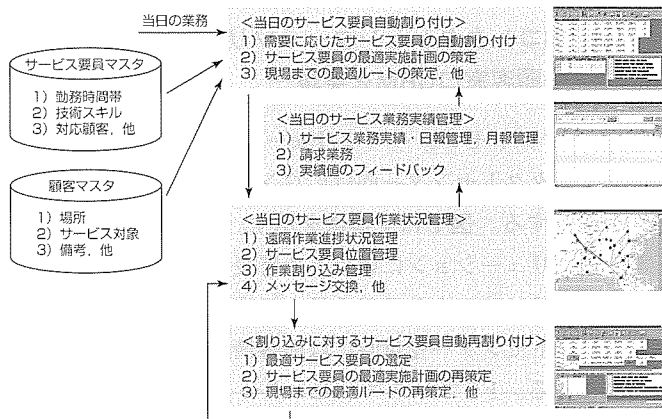 当日の業務
<当日のサービス要員自動割り付け>
1) 需要に応じたサービス要員の自動割り付け
2) サービス要員の最適実施計画の策定
3) 現場までの最適ルートの策定，他
サービス要員マスタ
1) 勤務時間帯
2) 技術スキル
3) 対応顧客，他
<当日のサービス業務実績管理>
1) サービス業務実績・日報管理，月報管理
2) 請求業務
3) 実績値のフィードバック
顧客マスタ
1) 場所
2) サービス対象
3) 備考，他
<当日のサービス要員作業状況管理>
1) 遠隔作業進捗状況管理
2) サービス要員位置管理
3) 作業割り込み管理
4) メッセージ交換，他
<割り込みに対するサービス要員自動再割り付け>
1) 最適サービス要員の選定
2) サービス要員の最適実施計画の再策定
3) 現場までの最適ルートの再策定，他